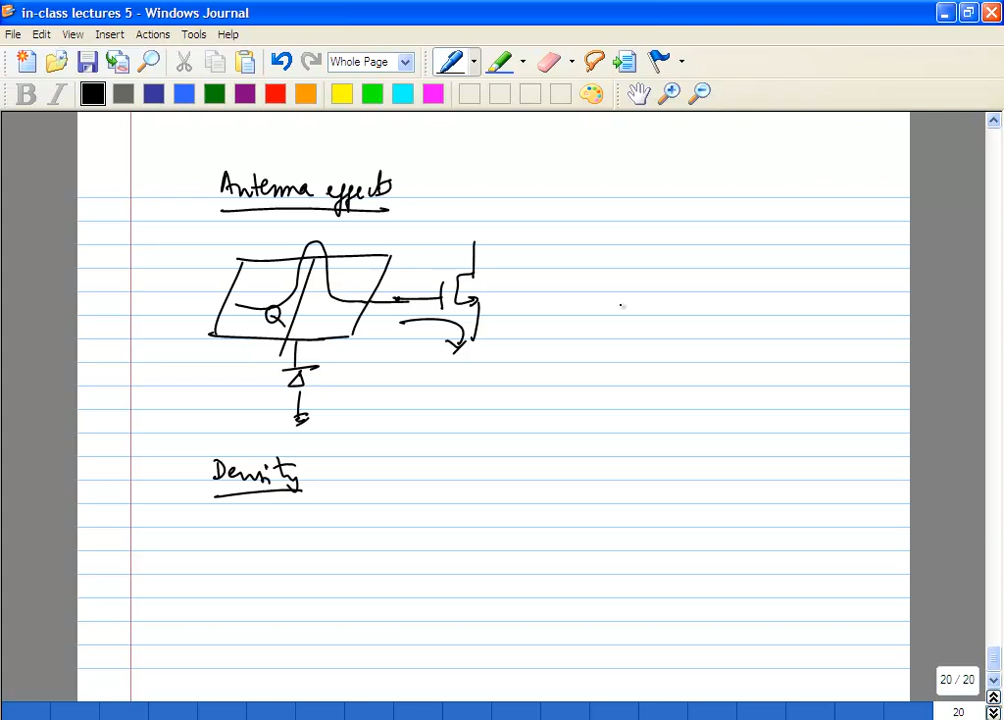 in-class lectures 5 - Windows Journal
File Edit View Insert Actions Tools Help
Whole Page
B I
Antenna effects
Q
Density
20 / 20
20